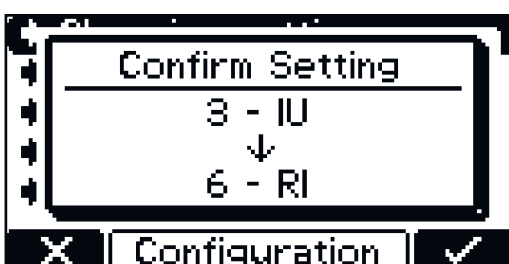 Confirm Setting
3 - IU
↓
6 - RI
X Configuration ✓